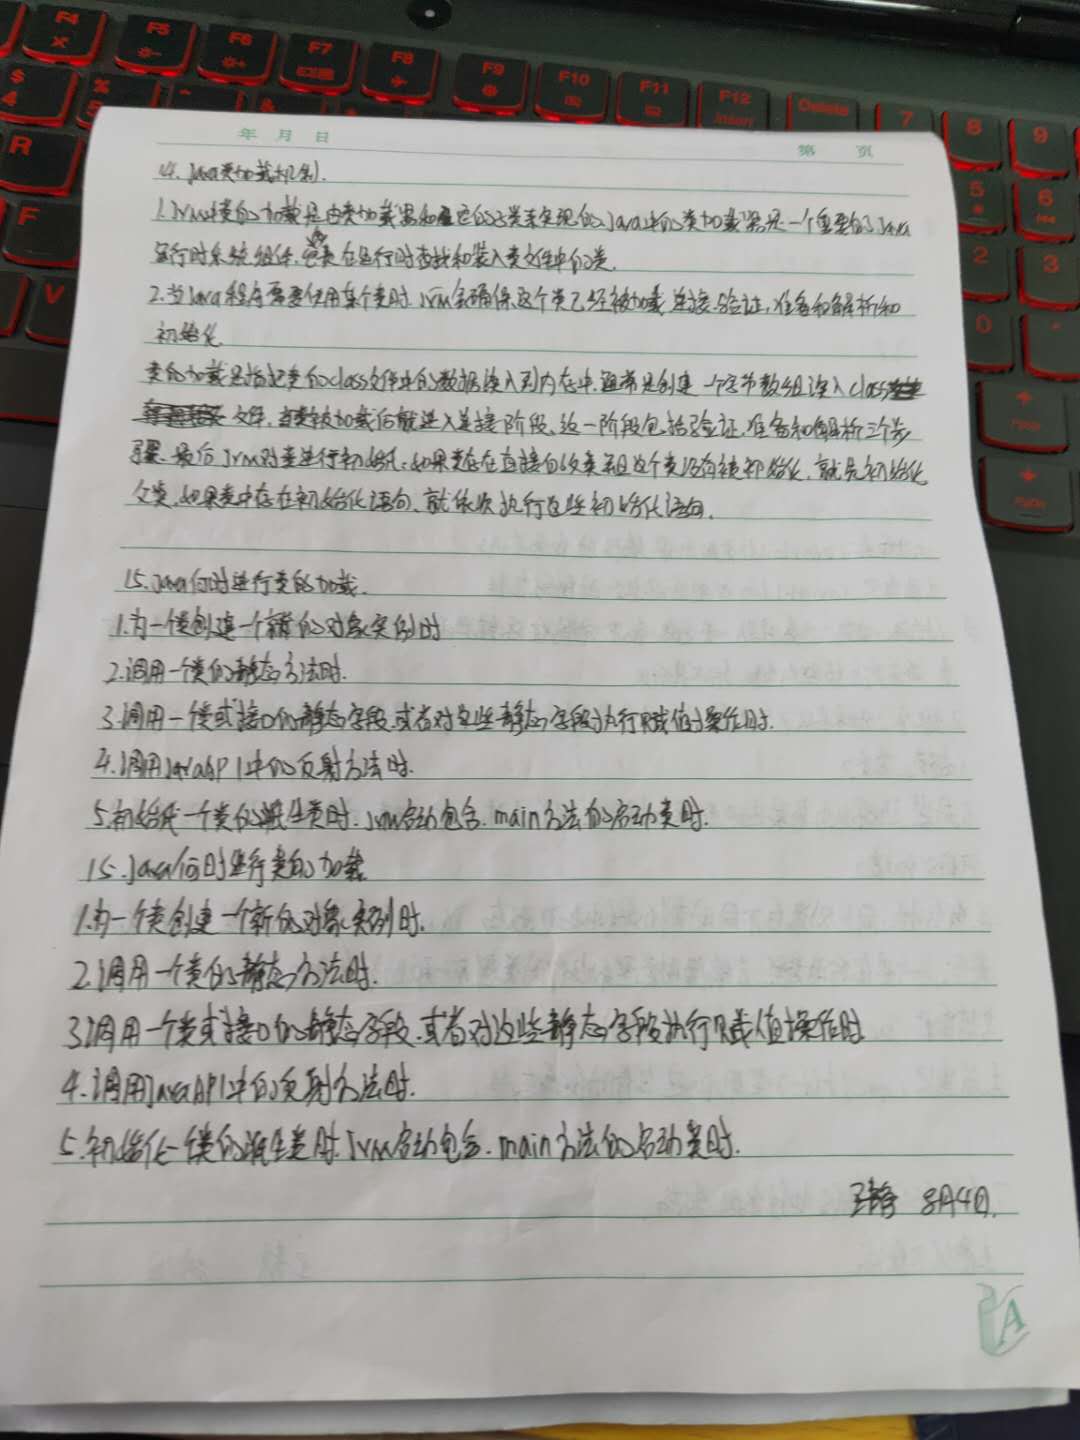 F4
F5
F6
F7
F8
F9
F10
F11
F12
Insert
Delete
7
8
9
$
4
%
5
R
F
V
5
6
2
3
0
年 月 日
第 页
14. Java类加载机制.
1.Jvm中类的加载是由类加载器和它的子类来实现的,Java中的类加载器是一个重要的Java
运行时系统组件,它负责在运行时查找和装入类文件中的类.
2.当Java程序需要使用某个类时,Jvm会确保这个类已经被加载、连接、验证,准备和解析和
初始化.
类的加载是指把类的class文件中的数据读入到内存中,通常是创建一个字节数组读入class
文件,当类被加载后就进入连接阶段,这一阶段包括验证、准备和解析三个步
骤,最后Jvm对类进行初始化,如果类存在直接的父类并且这个类没有被初始化,就先初始化
父类,如果类中存在初始化语句,就依次执行这些初始化语句.
15.Java何时进行类的加载.
1.为一个类创建一个新的对象实例时
2.调用一个类的静态方法时.
3.调用一个类或接口的静态字段,或者对这些静态字段执行赋值操作时.
4.调用JavaAPI中的反射方法时.
5.初始化一个类的派生类时.Jvm启动包含.main方法的启动类时.
15.Java何时进行类的加载
1.为一个类创建一个新的对象实例时.
2.调用一个类的静态方法时.
3.调用一个类或接口的静态字段.或者对这些静态字段执行赋值操作时.
4.调用JavaAPI中的反射方法时.
5.初始化一个类的派生类时.Jvm启动包含.main方法的启动类时.
8月4日.
A